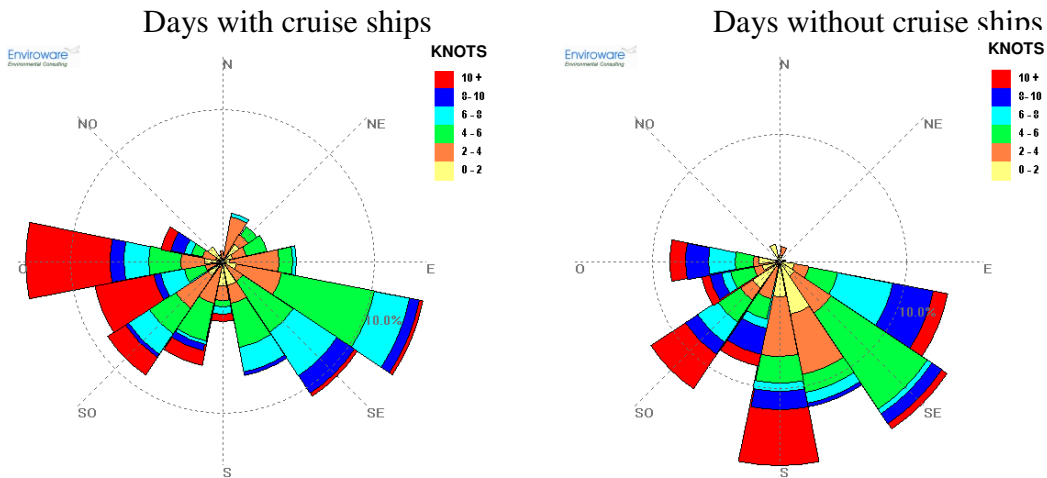 Days with cruise ships
Enviroware
Environmental Consulting
KNOTS
10 +
8-10
6 - 8
4 - 6
2 - 4
0 - 2
N
NO
NE
O
E
10.0%
SO
SE
S
Days without cruise ships
Enviroware
Environmental Consulting
KNOTS
10 +
8-10
6 - 8
4 - 6
2 - 4
0 - 2
N
NO
NE
O
E
10.0%
SO
SE
S